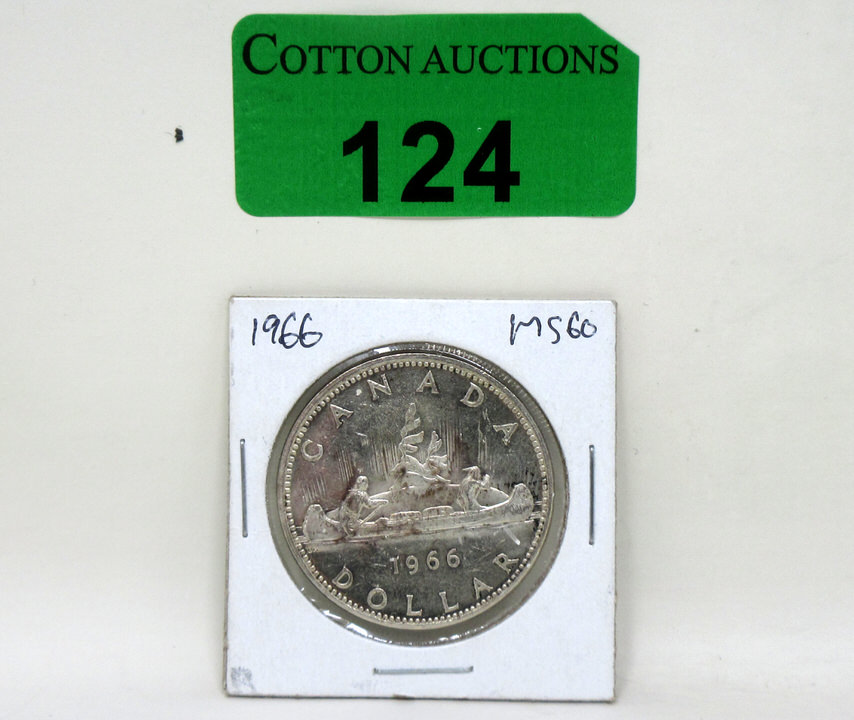 COTTON AUCTIONS
124
1966 MS60
CANADA
1966
DOLLAR